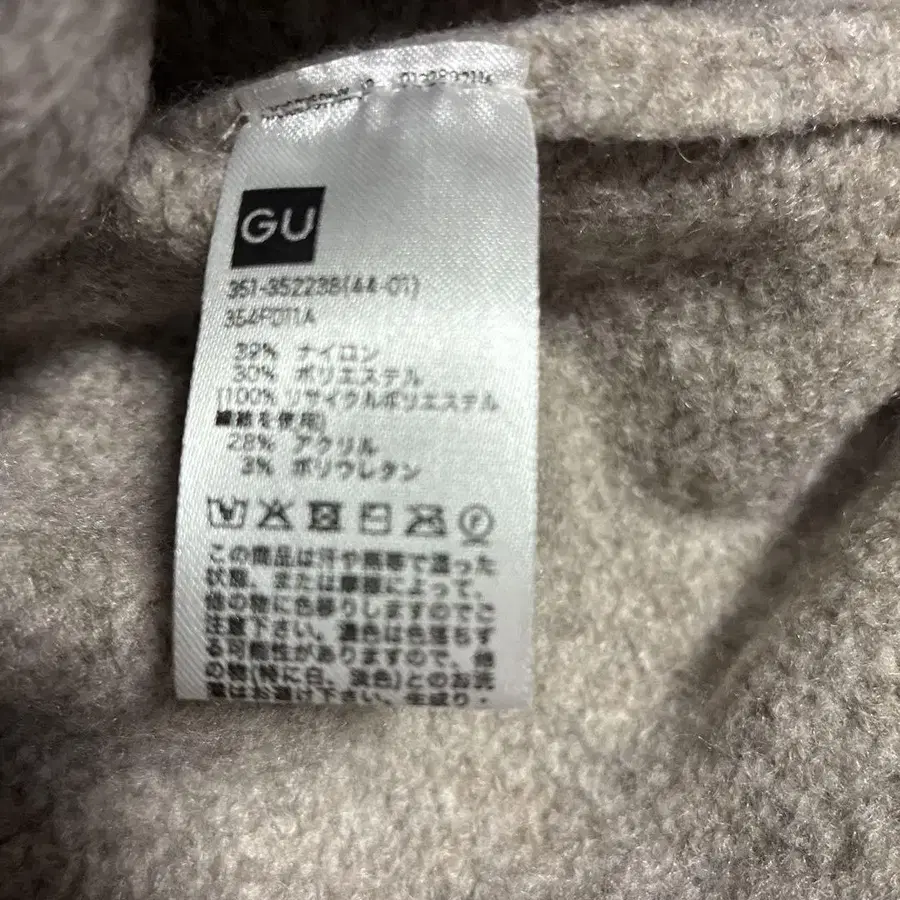 GU
351-352238(44-01)
354F011A
39% ナイロン
30% ポリエステル
[100% リサイクルポリエステル
繊維を使用]
28% アクリル
3% ポリウレタン
この商品は汗や雨等で湿った
状態、または摩擦によって、
他の物に色移りしますのでご
注意下さい。濃色は色落ちす
る可能性がありますので、他
の物(特に白、淡色)とのお洗
濯はお避け下さい。生成り・